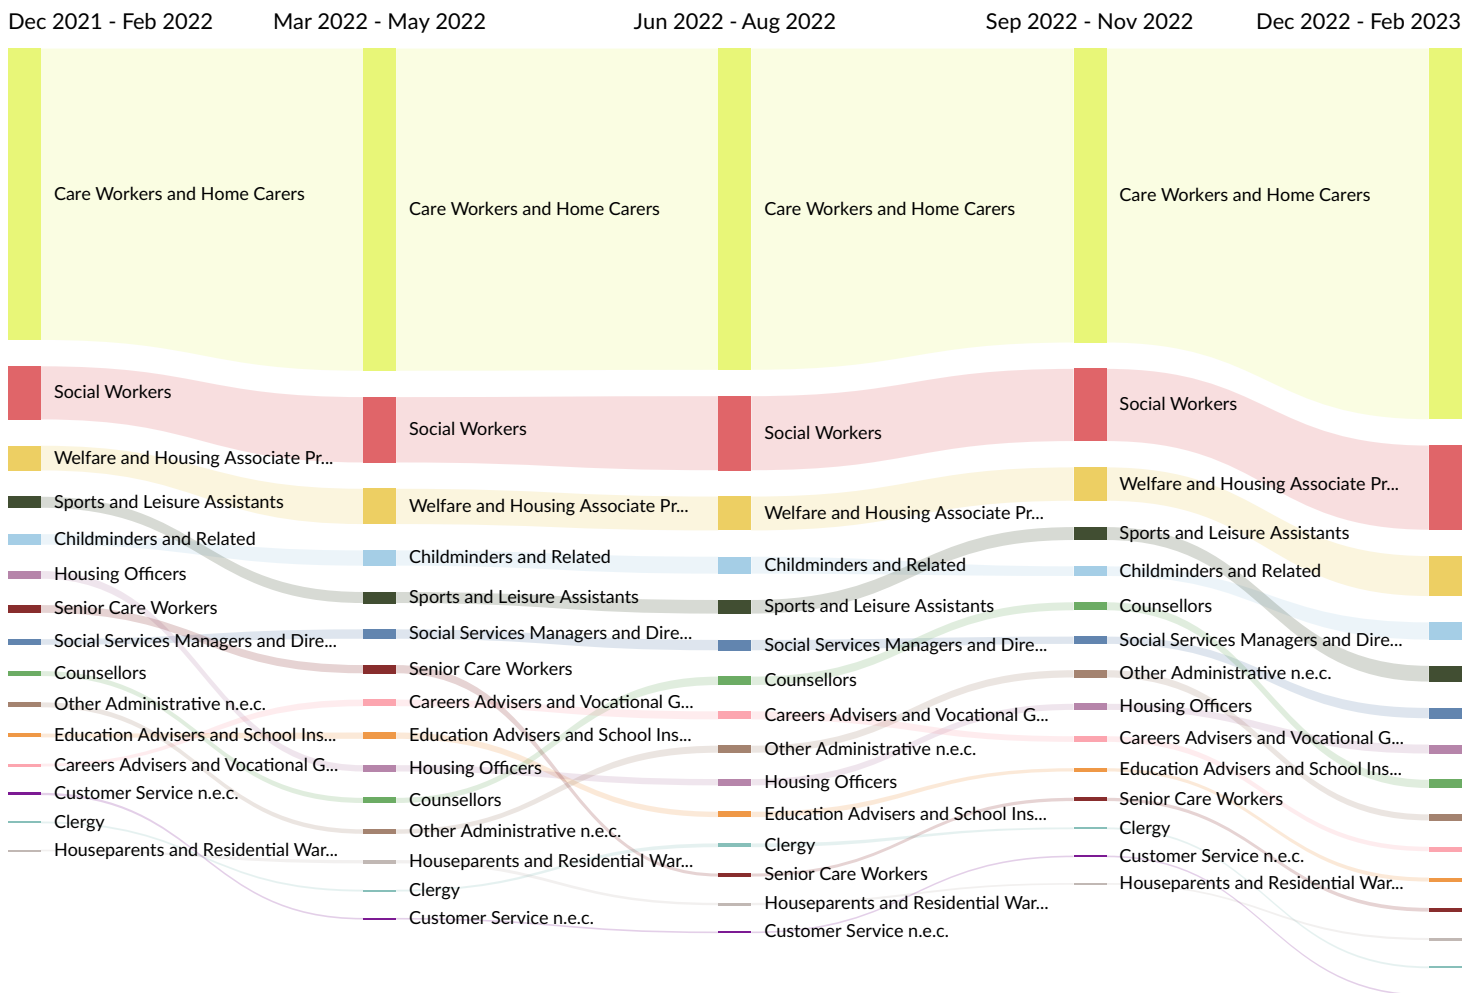 Dec 2021 - Feb 2022
Mar 2022 - May 2022
Jun 2022 - Aug 2022
Sep 2022 - Nov 2022
Dec 2022 - Feb 2023
Care Workers and Home Carers
Social Workers
Welfare and Housing Associate Pr...
Sports and Leisure Assistants
Childminders and Related
Housing Officers
Senior Care Workers
Social Services Managers and Dire...
Counsellors
Other Administrative n.e.c.
Education Advisers and School Ins...
Careers Advisers and Vocational G...
Customer Service n.e.c.
Clergy
Houseparents and Residential War...
Care Workers and Home Carers
Social Workers
Welfare and Housing Associate Pr...
Childminders and Related
Sports and Leisure Assistants
Social Services Managers and Dire...
Senior Care Workers
Careers Advisers and Vocational G...
Education Advisers and School Ins...
Housing Officers
Counsellors
Other Administrative n.e.c.
Houseparents and Residential War...
Clergy
Customer Service n.e.c.
Care Workers and Home Carers
Social Workers
Welfare and Housing Associate Pr...
Childminders and Related
Sports and Leisure Assistants
Social Services Managers and Dire...
Counsellors
Careers Advisers and Vocational G...
Other Administrative n.e.c.
Housing Officers
Education Advisers and School Ins...
Clergy
Senior Care Workers
Houseparents and Residential War...
Customer Service n.e.c.
Care Workers and Home Carers
Social Workers
Welfare and Housing Associate Pr...
Sports and Leisure Assistants
Childminders and Related
Counsellors
Social Services Managers and Dire...
Other Administrative n.e.c.
Housing Officers
Careers Advisers and Vocational G...
Education Advisers and School Ins...
Senior Care Workers
Clergy
Customer Service n.e.c.
Houseparents and Residential War...